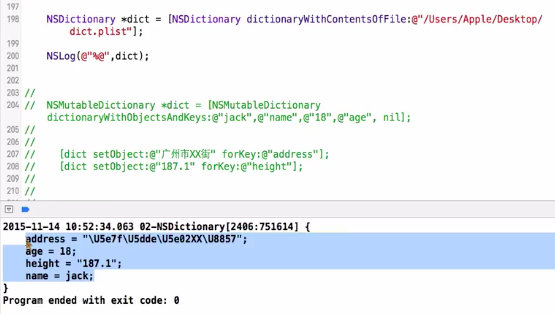 197
198 NSDictionary *dict = [NSDictionary dictionaryWithContentsOfFile:@"/Users/Apple/Desktop/
dict.plist"];
199
200 NSLog(@"%@",dict);
201
202
203 //
204 // NSMutableDictionary *dict = [NSMutableDictionary
dictionaryWithObjectsAndKeys:@"jack",@"name",@"18",@"age", nil];
205 //
206 //
207 // [dict setObject:@"广州市XX街" forKey:@"address"];
208 // [dict setObject:@"187.1" forKey:@"height"];
209 //
210 //
2015-11-14 10:52:34.063 02-NSDictionary[2406:751614] {
address = "\U5e7f\U5dde\U5e02XX\U8857";
age = 18;
height = "187.1";
name = jack;
}
Program ended with exit code: 0